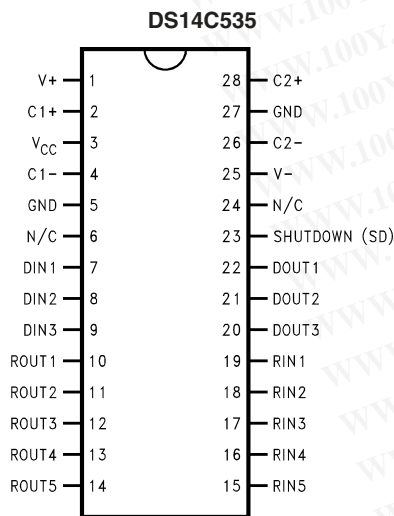 DS14C535
V+ 1 28 C2+
C1+ 2 27 GND
VCC 3 26 C2-
C1- 4 25 V-
GND 5 24 N/C
N/C 6 23 SHUTDOWN (SD)
DIN1 7 22 DOUT1
DIN2 8 21 DOUT2
DIN3 9 20 DOUT3
ROUT1 10 19 RIN1
ROUT2 11 18 RIN2
ROUT3 12 17 RIN3
ROUT4 13 16 RIN4
ROUT5 14 15 RIN5